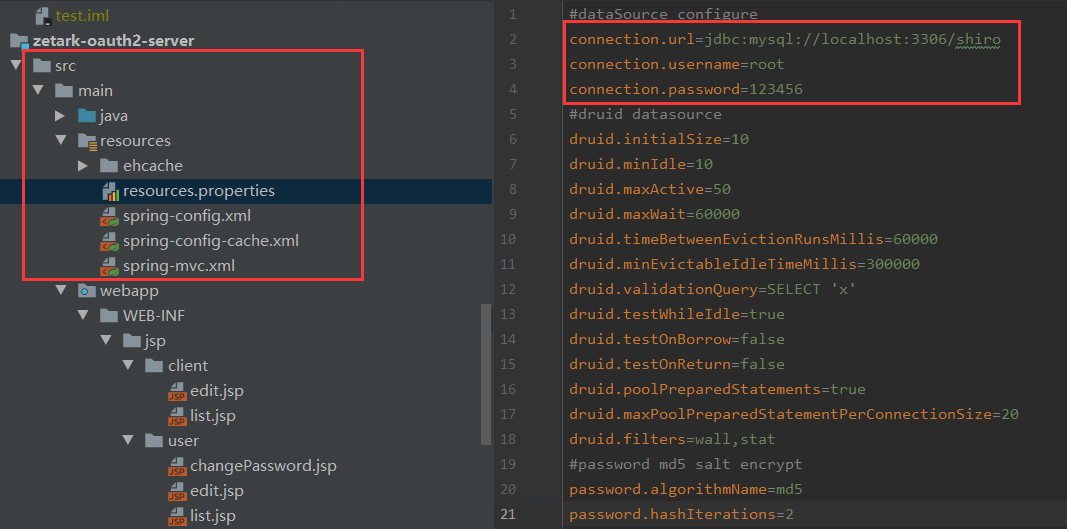 test.iml
zetark-oauth2-server
src
main
java
resources
ehcache
resources.properties
spring-config.xml
spring-config-cache.xml
spring-mvc.xml
webapp
WEB-INF
jsp
client
edit.jsp
list.jsp
user
changePassword.jsp
edit.jsp
list.jsp
1 #dataSource configure
2 connection.url=jdbc:mysql://localhost:3306/shiro
3 connection.username=root
4 connection.password=123456
5 #druid datasource
6 druid.initialSize=10
7 druid.minIdle=10
8 druid.maxActive=50
9 druid.maxWait=60000
10 druid.timeBetweenEvictionRunsMillis=60000
11 druid.minEvictableIdleTimeMillis=300000
12 druid.validationQuery=SELECT 'x'
13 druid.testWhileIdle=true
14 druid.testOnBorrow=false
15 druid.testOnReturn=false
16 druid.poolPreparedStatements=true
17 druid.maxPoolPreparedStatementPerConnectionSize=20
18 druid.filters=wall,stat
19 #password md5 salt encrypt
20 password.algorithmName=md5
21 password.hashIterations=2